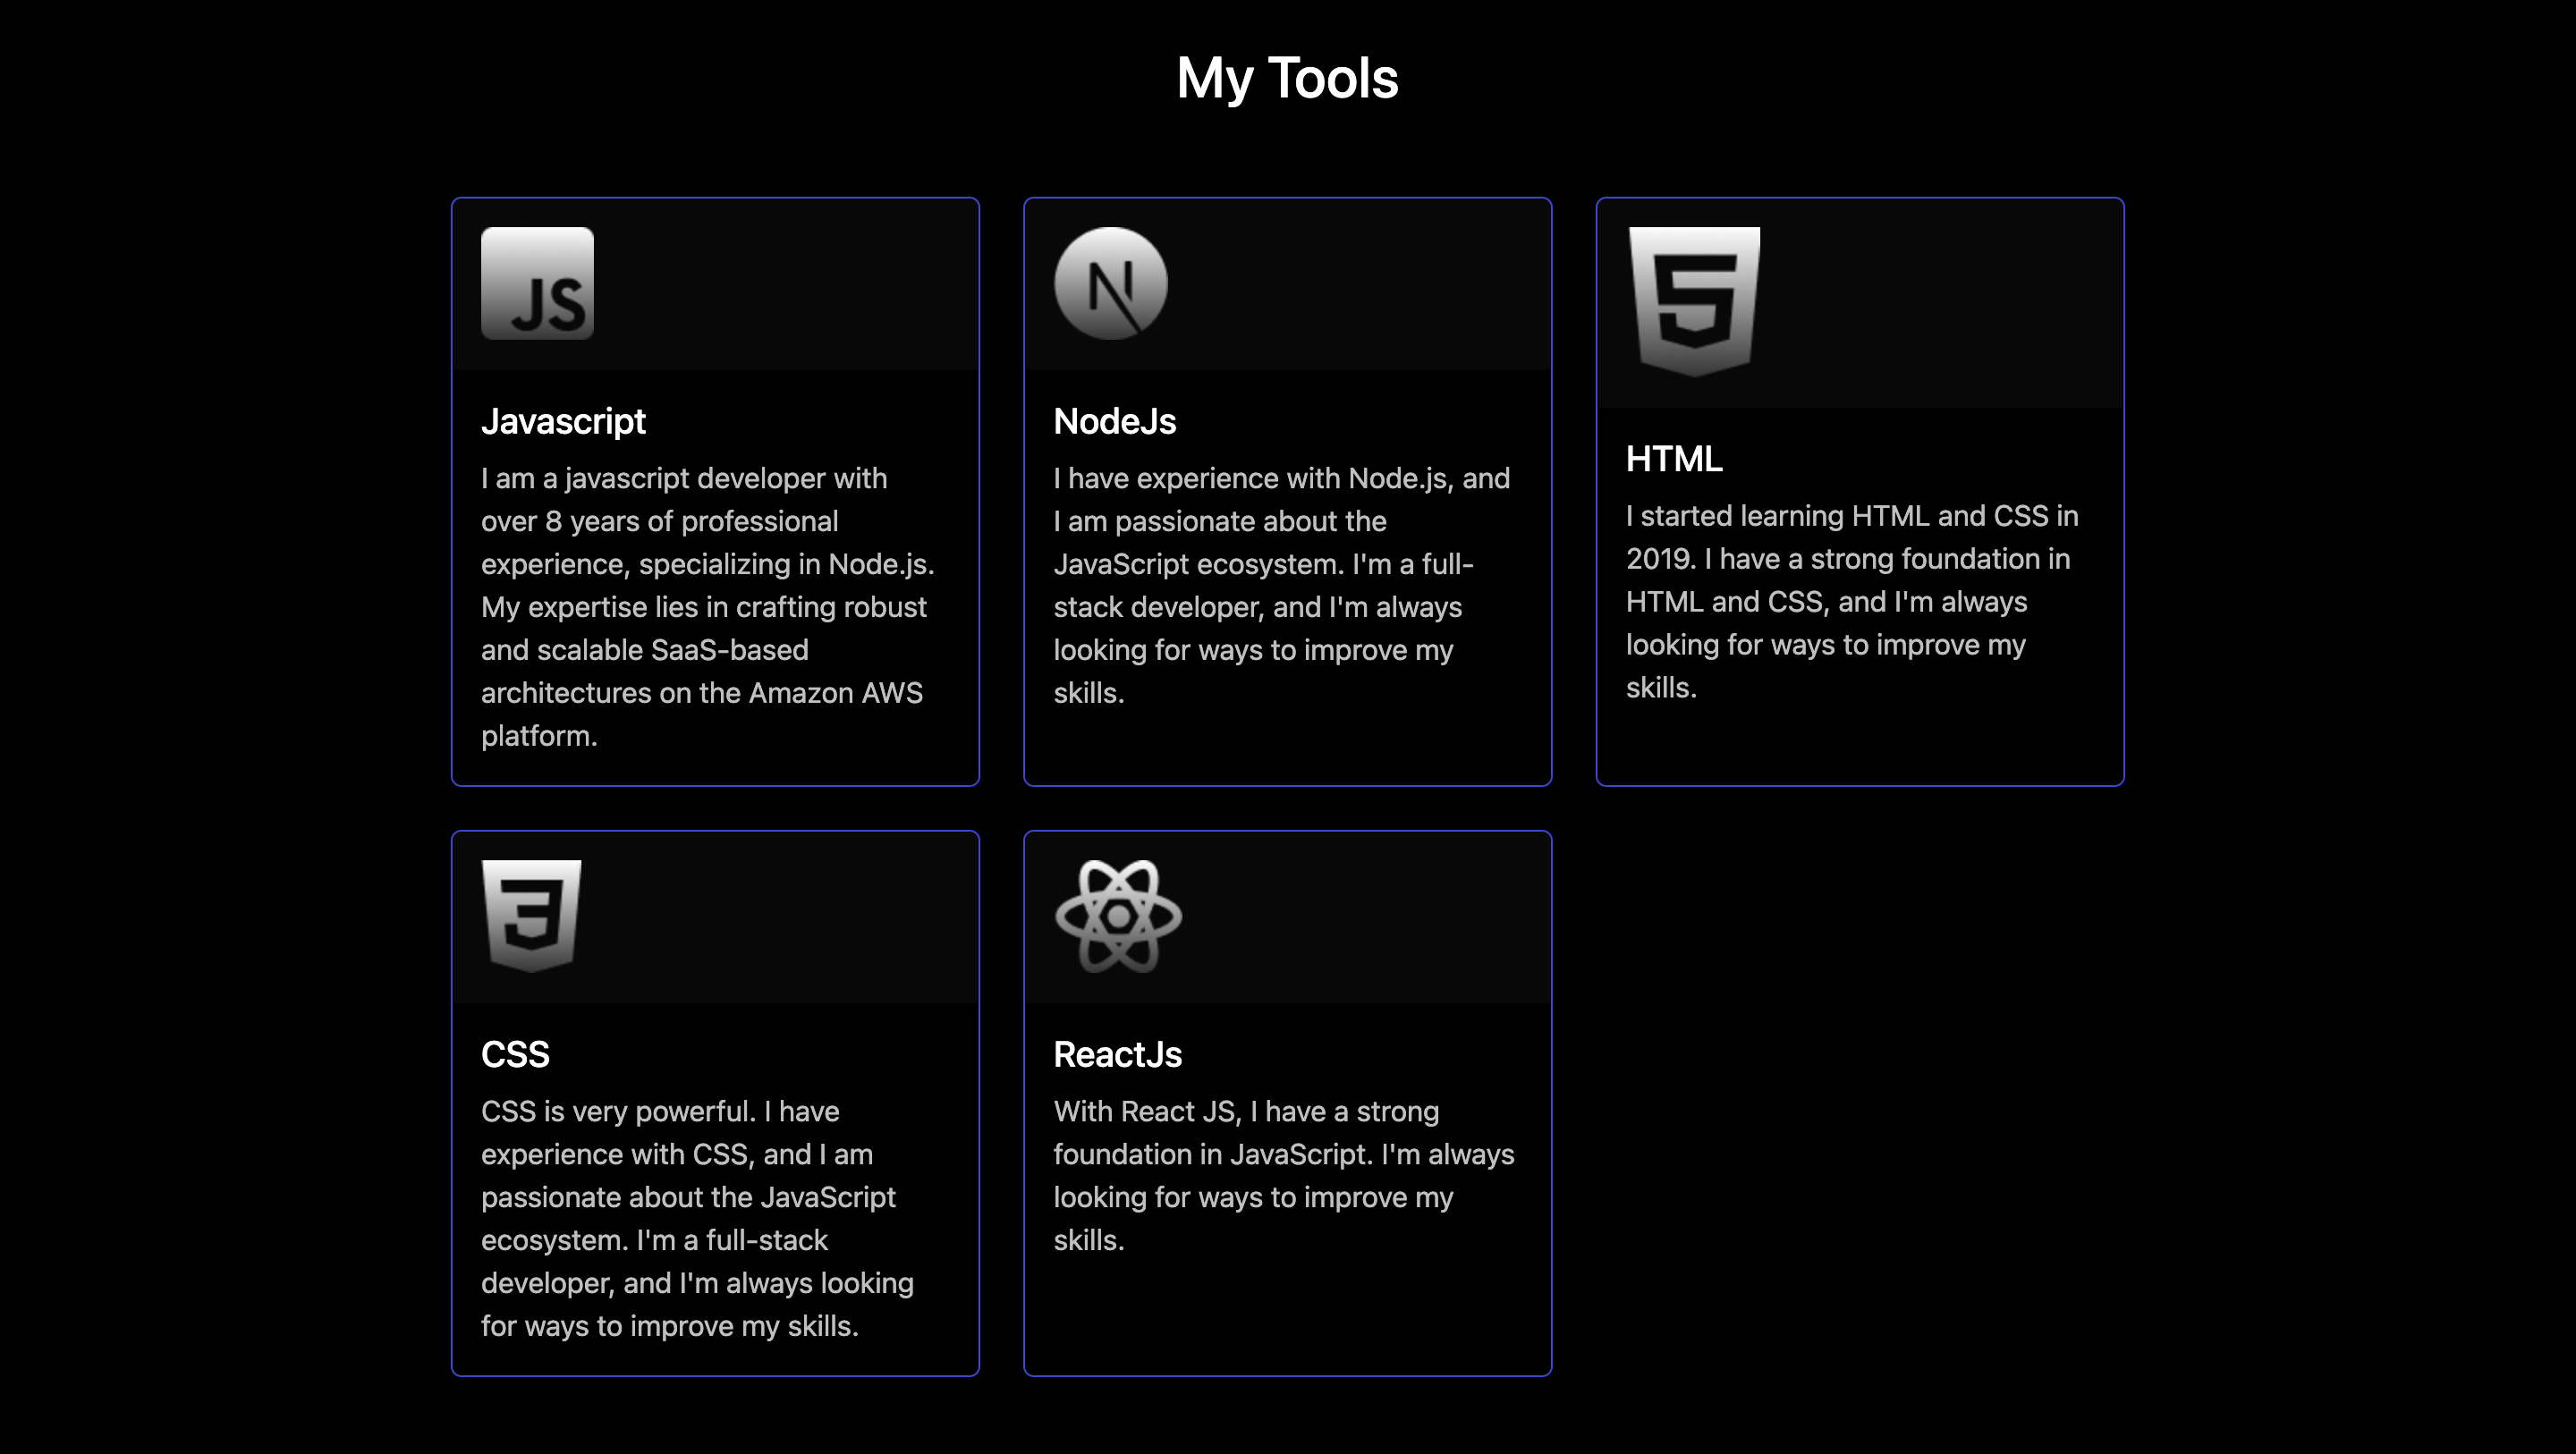 My Tools
JS
Javascript
I am a javascript developer with
over 8 years of professional
experience, specializing in Node.js.
My expertise lies in crafting robust
and scalable SaaS-based
architectures on the Amazon AWS
platform.
N
NodeJs
I have experience with Node.js, and
I am passionate about the
JavaScript ecosystem. I'm a full-
stack developer, and I'm always
looking for ways to improve my
skills.
5
HTML
I started learning HTML and CSS in
2019. I have a strong foundation in
HTML and CSS, and I'm always
looking for ways to improve my
skills.
3
CSS
CSS is very powerful. I have
experience with CSS, and I am
passionate about the JavaScript
ecosystem. I'm a full-stack
developer, and I'm always looking
for ways to improve my skills.
ReactJs
With React JS, I have a strong
foundation in JavaScript. I'm always
looking for ways to improve my
skills.